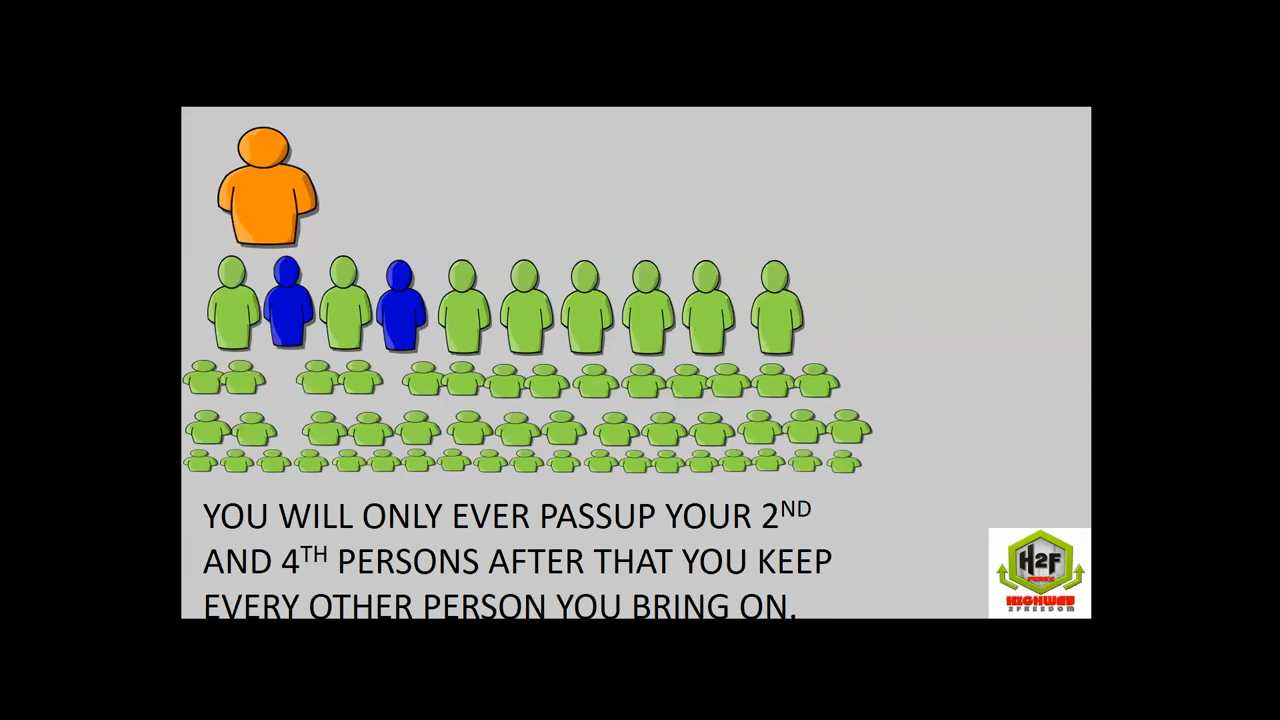 YOU WILL ONLY EVER PASSUP YOUR 2ND
AND 4TH PERSONS AFTER THAT YOU KEEP
EVERY OTHER PERSON YOU BRING ON.
H2F
PERKZ
HIGHWAY
2FREEDOM